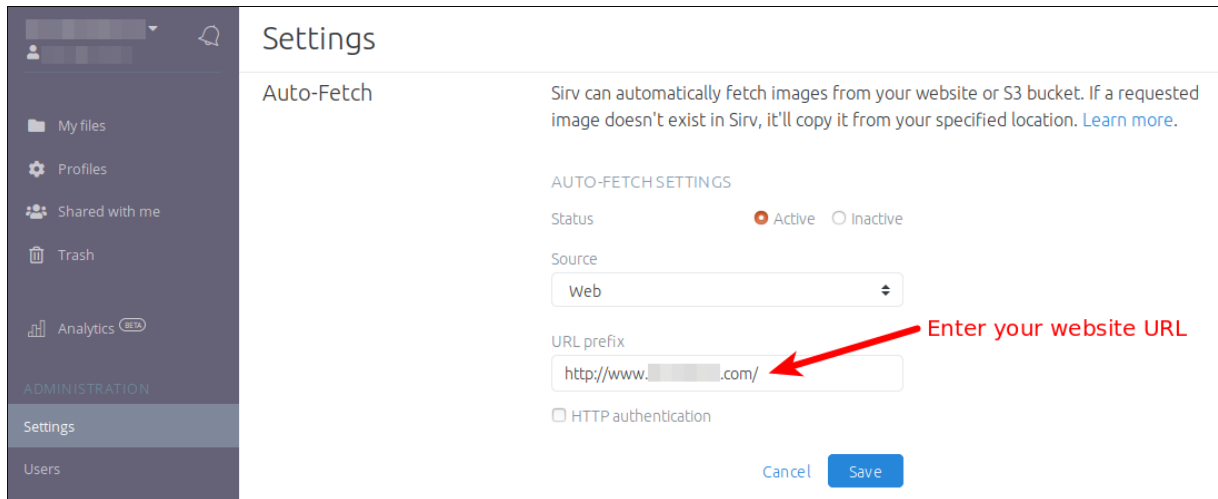 Settings
My files
Profiles
Shared with me
Trash
Analytics BETA
ADMINISTRATION
Settings
Users
Auto-Fetch
Sirv can automatically fetch images from your website or S3 bucket. If a requested
image doesn't exist in Sirv, it'll copy it from your specified location. Learn more.
AUTO-FETCH SETTINGS
Status Active Inactive
Source
Web
Enter your website URL
URL prefix
http://www. .com/
HTTP authentication
Cancel Save